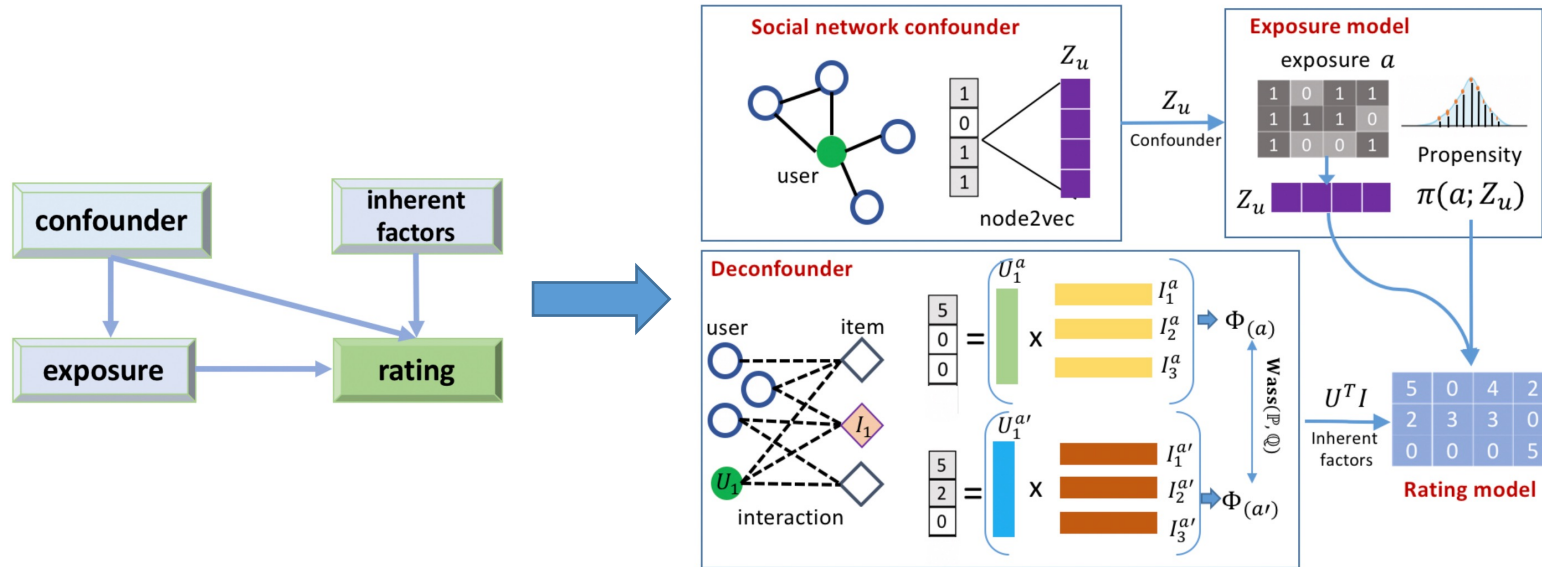 confounder
inherent
factors
exposure
rating
Social network confounder
user
1
0
1
1
Z_u
node2vec
Z_u
Confounder
Exposure model
exposure a
1 0 1 1
1 1 1 0
1 0 0 1
Propensity
Z_u
π(a; Z_u)
Deconfounder
user
item
I_1
U_1
interaction
5
0
0
=
U_1^a
x
I_1^a
I_2^a
I_3^a
Φ_(a)
Wass(ℙ, ℚ)
5
2
0
=
U_1^{a'}
x
I_1^{a'}
I_2^{a'}
I_3^{a'}
Φ_(a′)
U^T I
Inherent
factors
5 0 4 2
2 3 3 0
0 0 0 5
Rating model